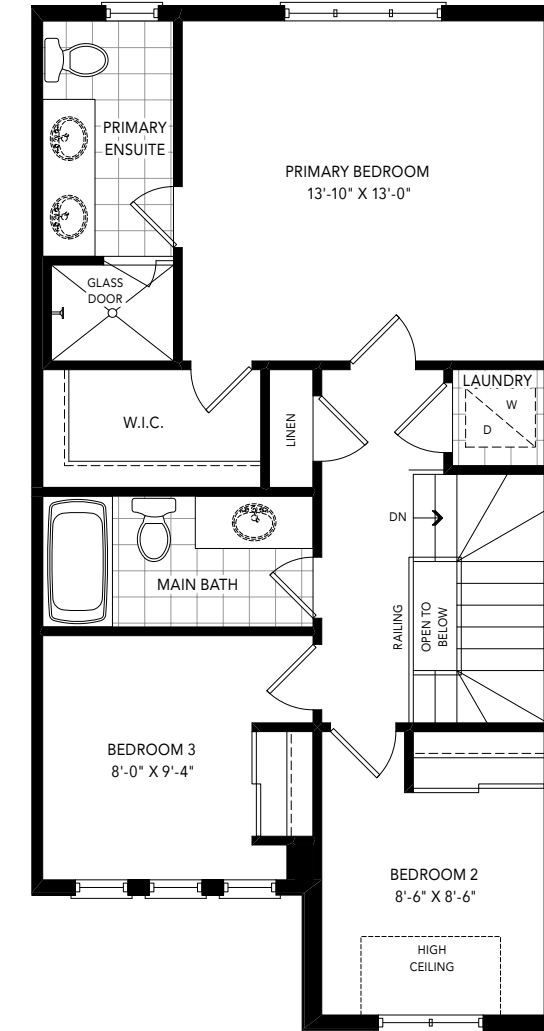 PRIMARY
ENSUITE
PRIMARY BEDROOM
13'-10" X 13'-0"
GLASS
DOOR
LAUNDRY
W
D
W.I.C.
LINEN
DN
MAIN BATH
RAILING
OPEN TO
BELOW
BEDROOM 3
8'-0" X 9'-4"
BEDROOM 2
8'-6" X 8'-6"
HIGH
CEILING